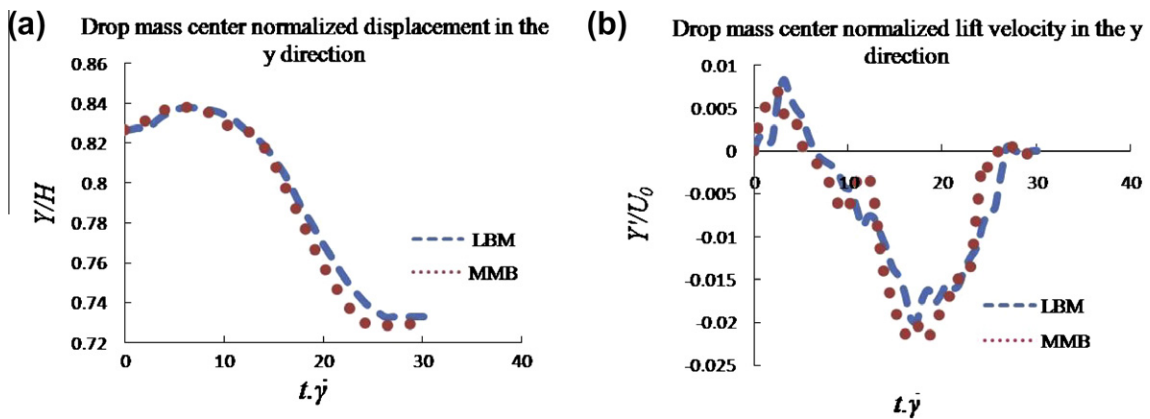 (a) Drop mass center normalized displacement in the
y direction
0.86
0.84
0.82
0.8
0.78
0.76
0.74
0.72
0 10 20 30 40
Y/H
t.γ̇
LBM
MMB
(b) Drop mass center normalized lift velocity in the y
direction
0.01
0.005
0
-0.005
-0.01
-0.015
-0.02
-0.025
0 10 20 30 40
Y'/U₀
t.γ̇
LBM
MMB